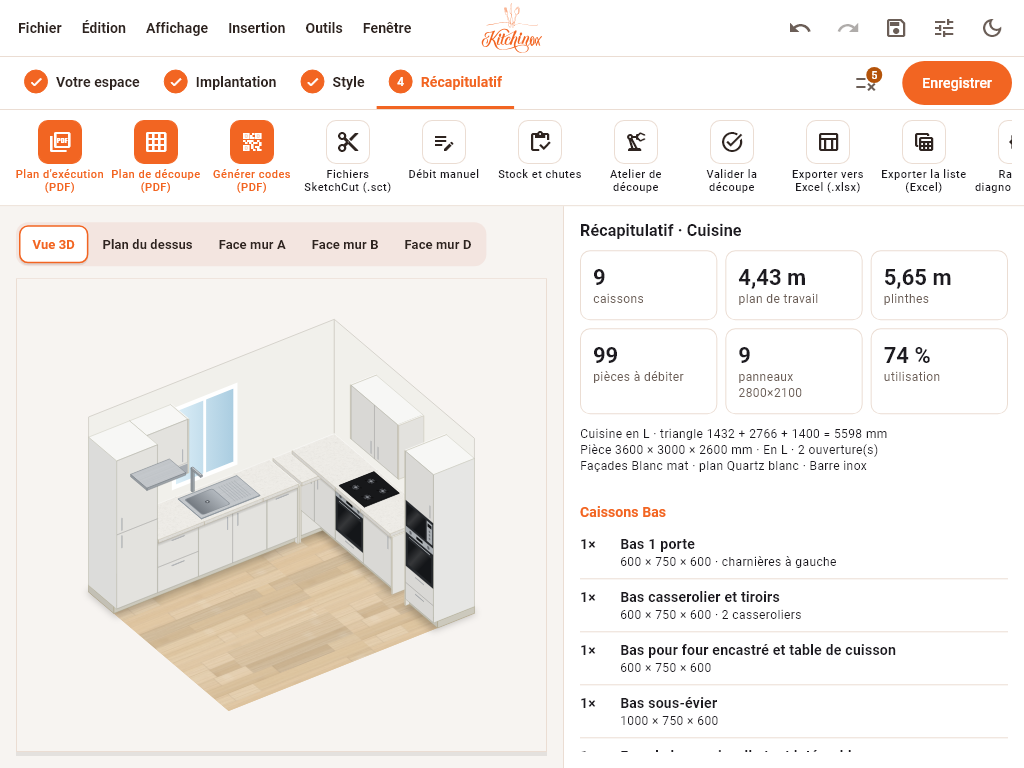 Fichier Édition Affichage Insertion Outils Fenêtre
Kitchinox
Votre espace Implantation Style 4 Récapitulatif
5
Enregistrer
PDF
Plan d'exécution (PDF)
Plan de découpe (PDF)
Générer codes (PDF)
Fichiers SketchCut (.sct)
Débit manuel
Stock et chutes
Atelier de découpe
Valider la découpe
Exporter vers Excel (.xlsx)
Exporter la liste (Excel)
Vue 3D Plan du dessus Face mur A Face mur B Face mur D
Récapitulatif · Cuisine
9
caissons
4,43 m
plan de travail
5,65 m
plinthes
99
pièces à débiter
9
panneaux
2800×2100
74 %
utilisation
Cuisine en L · triangle 1432 + 2766 + 1400 = 5598 mm
Pièce 3600 × 3000 × 2600 mm · En L · 2 ouverture(s)
Façades Blanc mat · plan Quartz blanc · Barre inox
Caissons Bas
1× Bas 1 porte
600 × 750 × 600 · charnières à gauche
1× Bas casserolier et tiroirs
600 × 750 × 600 · 2 casseroliers
1× Bas pour four encastré et table de cuisson
600 × 750 × 600
1× Bas sous-évier
1000 × 750 × 600